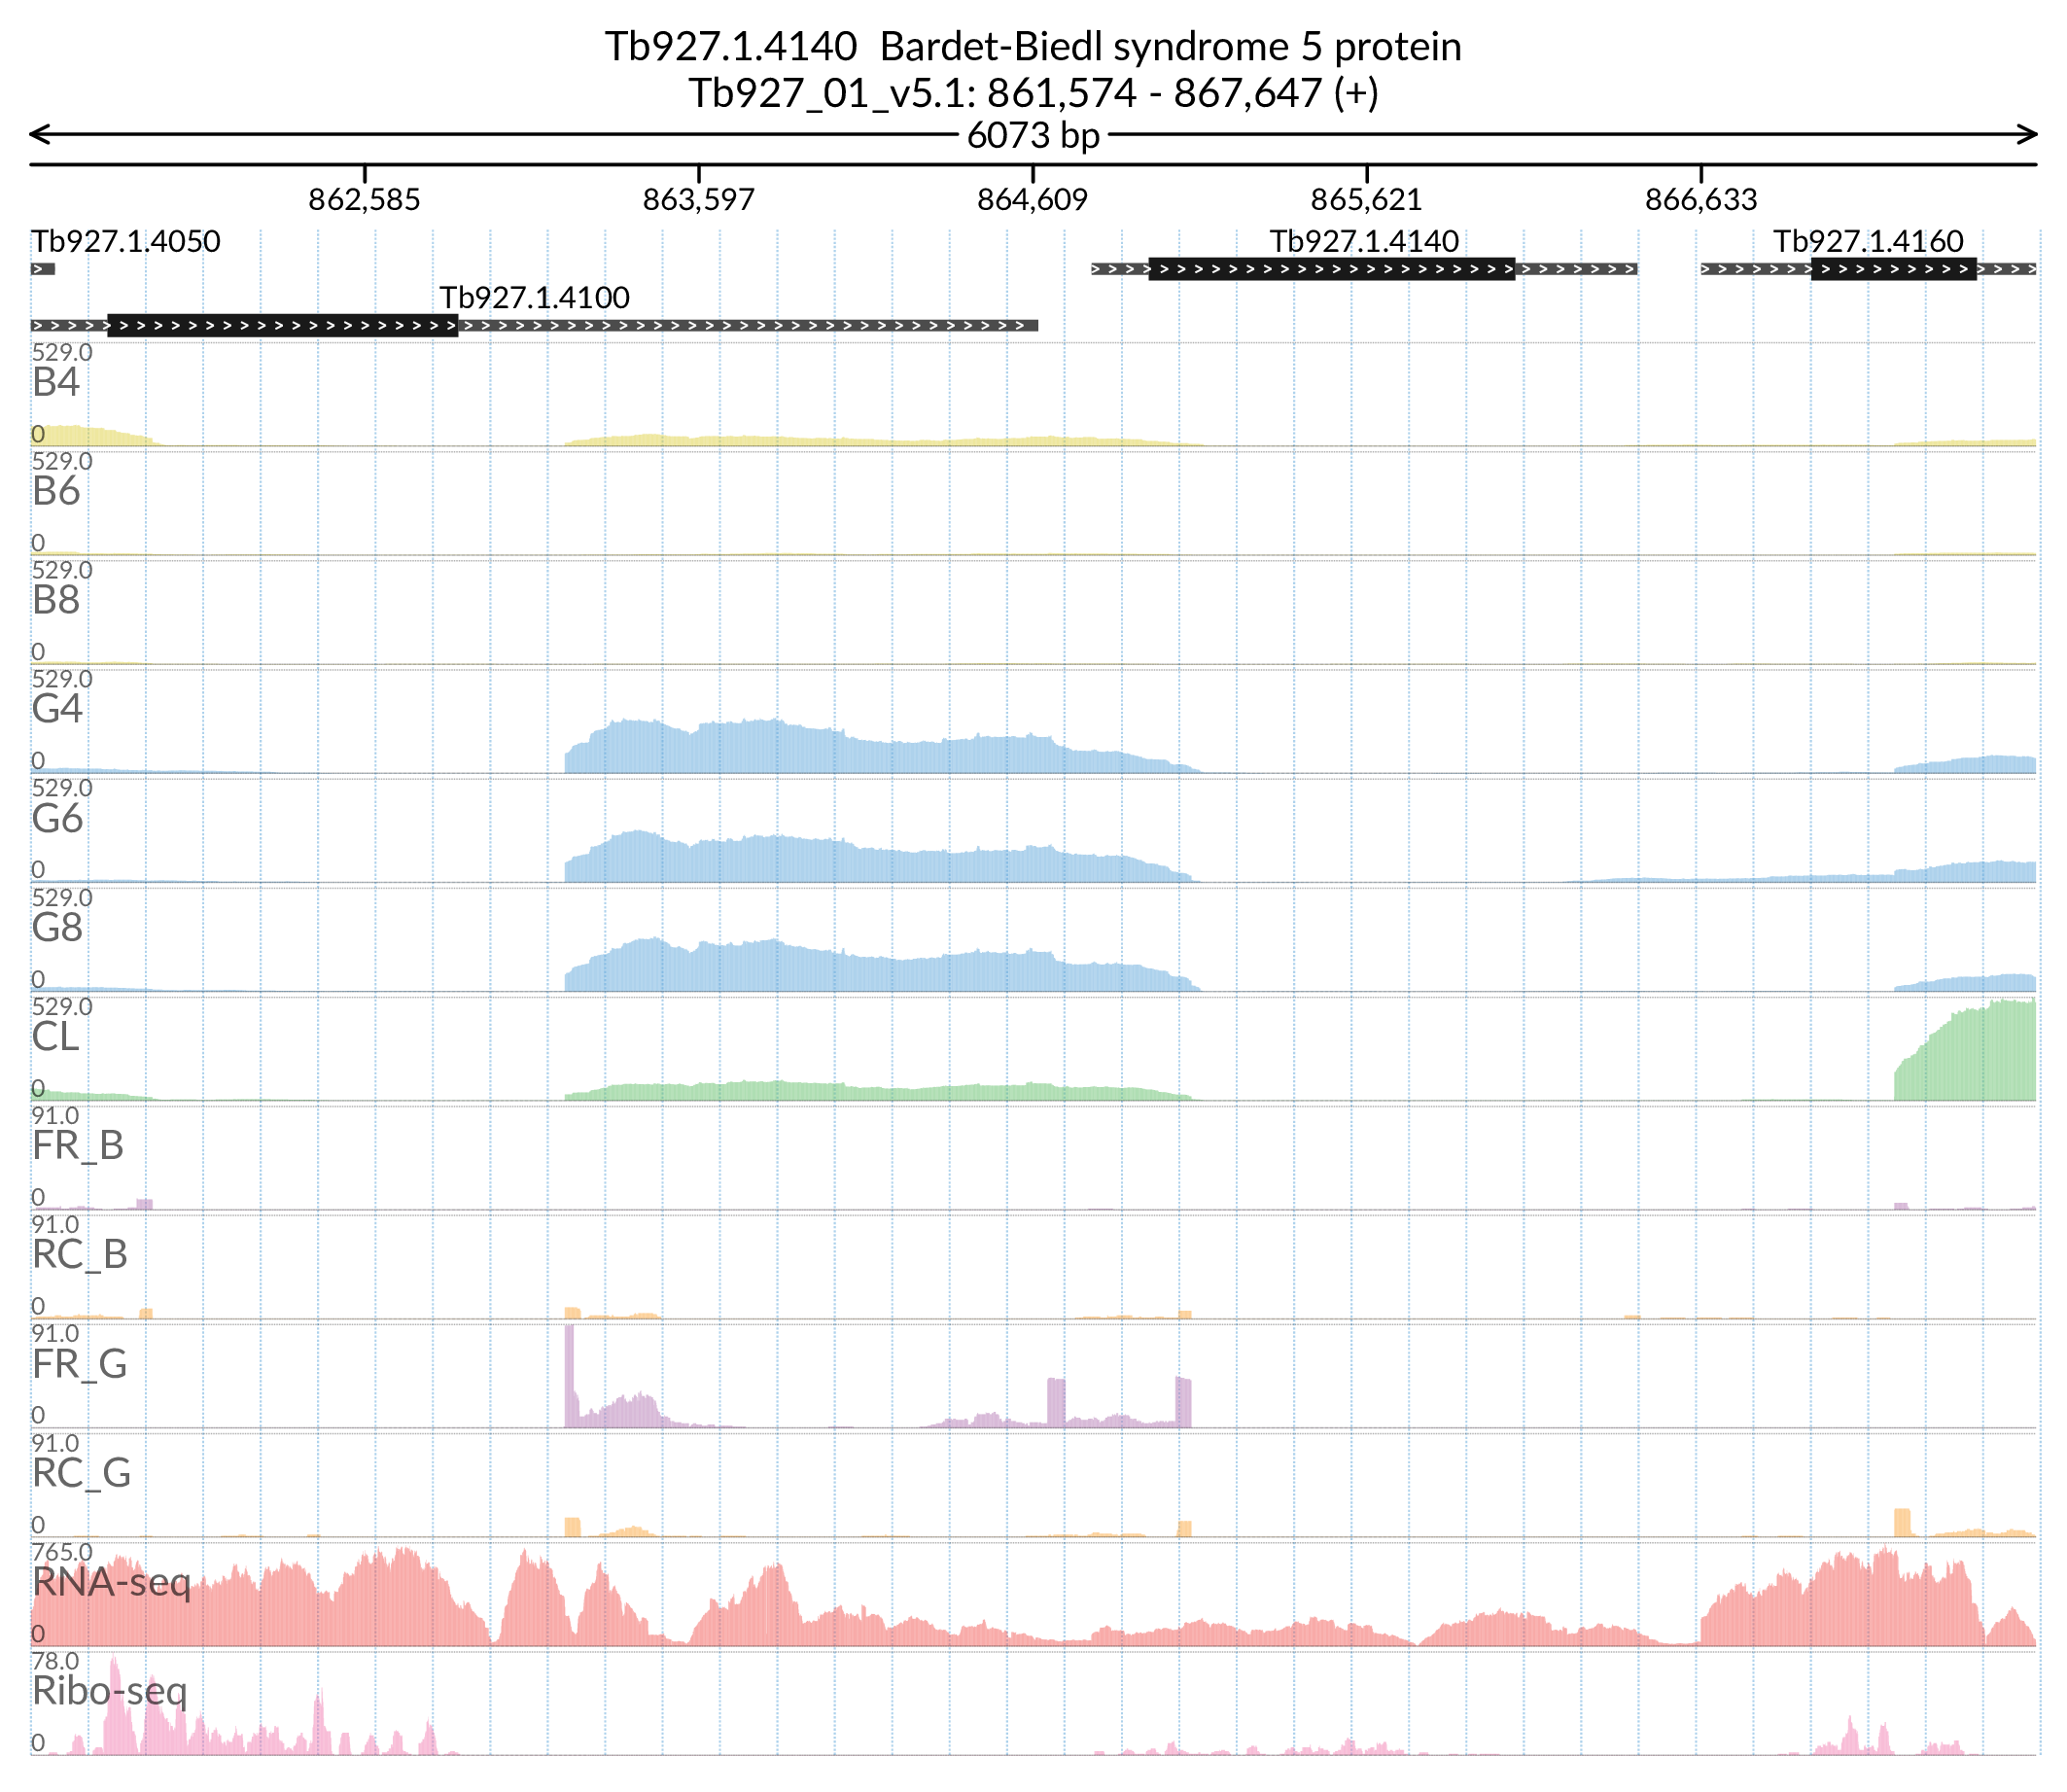 Tb927.1.4140  Bardet-Biedl syndrome 5 protein
Tb927_01_v5.1: 861,574 - 867,647 (+)
6073 bp
862,585 863,597 864,609 865,621 866,633
Tb927.1.4050 Tb927.1.4140 Tb927.1.4160
Tb927.1.4100
529.0
B4
0
529.0
B6
0
529.0
B8
0
529.0
G4
0
529.0
G6
0
529.0
G8
0
529.0
CL
0
91.0
FR_B
0
91.0
RC_B
0
91.0
FR_G
0
91.0
RC_G
0
765.0
RNA-seq
0
78.0
Ribo-seq
0